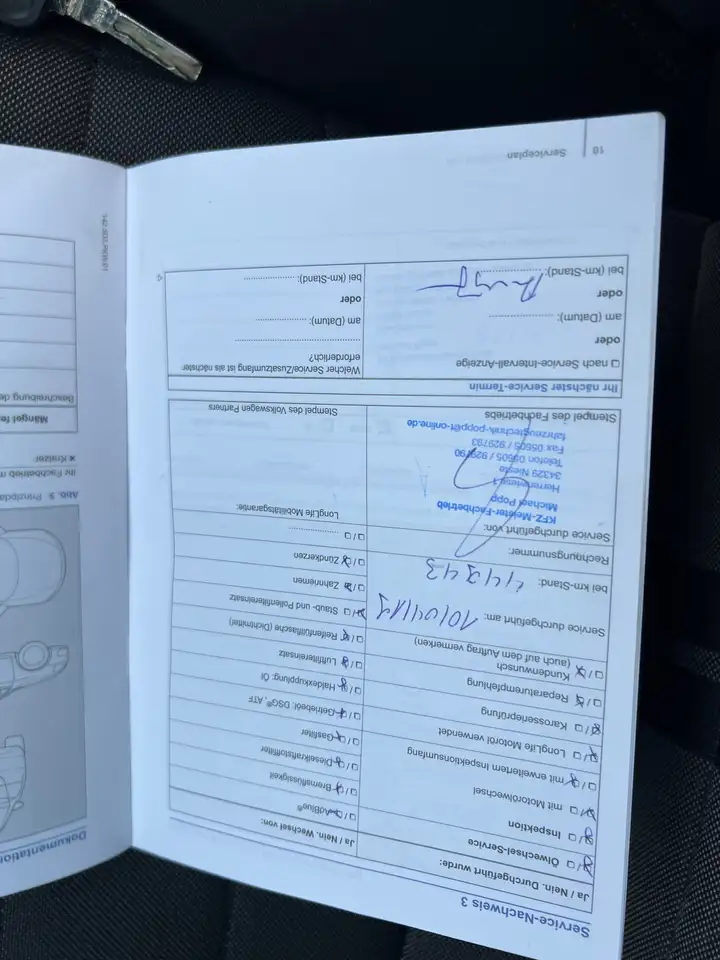 Service-Nachweis 3
Ja / Nein. Durchgeführt wurde:
Ölwechsel-Service
Inspektion
mit Motorölwechsel
mit erweitertem Inspektionsumfang
LongLife Motoröl verwendet
Karosserieprüfung
Reparaturempfehlung
Kundenwunsch
(auch auf dem Auftrag vermerken)
Service durchgeführt am: 10/04/19
bei km-Stand: 44943
Rechnungsnummer:
Service durchgeführt von:
KFZ-Meister-Fachbetrieb
Michael Popp
Herrenwiese 1
34329 Nieste
Telefon 05605 / 929790
Fax 05605 / 929793
fahrzeugtechnik-popp@t-online.de
Stempel des Fachbetriebs
Ja / Nein. Wechsel von:
AdBlue®
Bremsflüssigkeit
Dieselkraftstofffilter
Gasfilter
Getriebeöl: DSG®, ATF
Haldexkupplung: Öl
Luftfiltereinsatz
Reifenfüllflasche (Dichtmittel)
Staub- und Pollenfiltereinsatz
Zahnriemen
Zündkerzen
LongLife Mobilitätsgarantie:
Stempel des Volkswagen Partners
Ihr nächster Service-Termin
nach Service-Intervall-Anzeige
oder
am (Datum):
oder
bei (km-Stand):
Welcher Service/Zusatzumfang ist als nächster
erforderlich?
am (Datum):
oder
bei (km-Stand):
10
Serviceplan
Dokumentation
Abb. 5
Ihr Fachbetrieb
× Kratzer
Mängel
Beschreibung